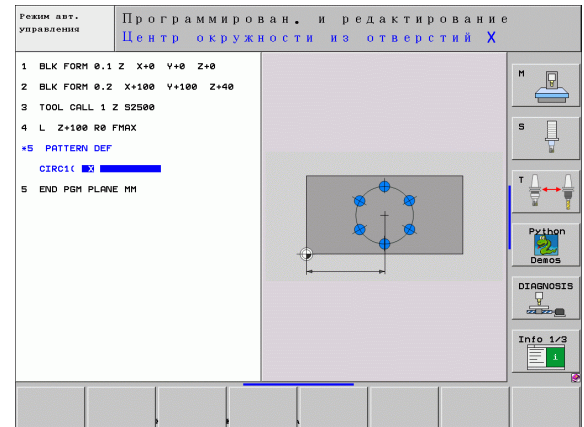 Режим авт.
управления
Программирован. и редактирование
Центр окружности из отверстий X
1 BLK FORM 0.1 Z X+0 Y+0 Z+0
2 BLK FORM 0.2 X+100 Y+100 Z+40
3 TOOL CALL 1 Z S2500
4 L Z+100 R0 FMAX
*5 PATTERN DEF
CIRC1( X
5 END PGM PLANE MM
M
S
T
Python
Demos
DIAGNOSIS
Info 1/3
i